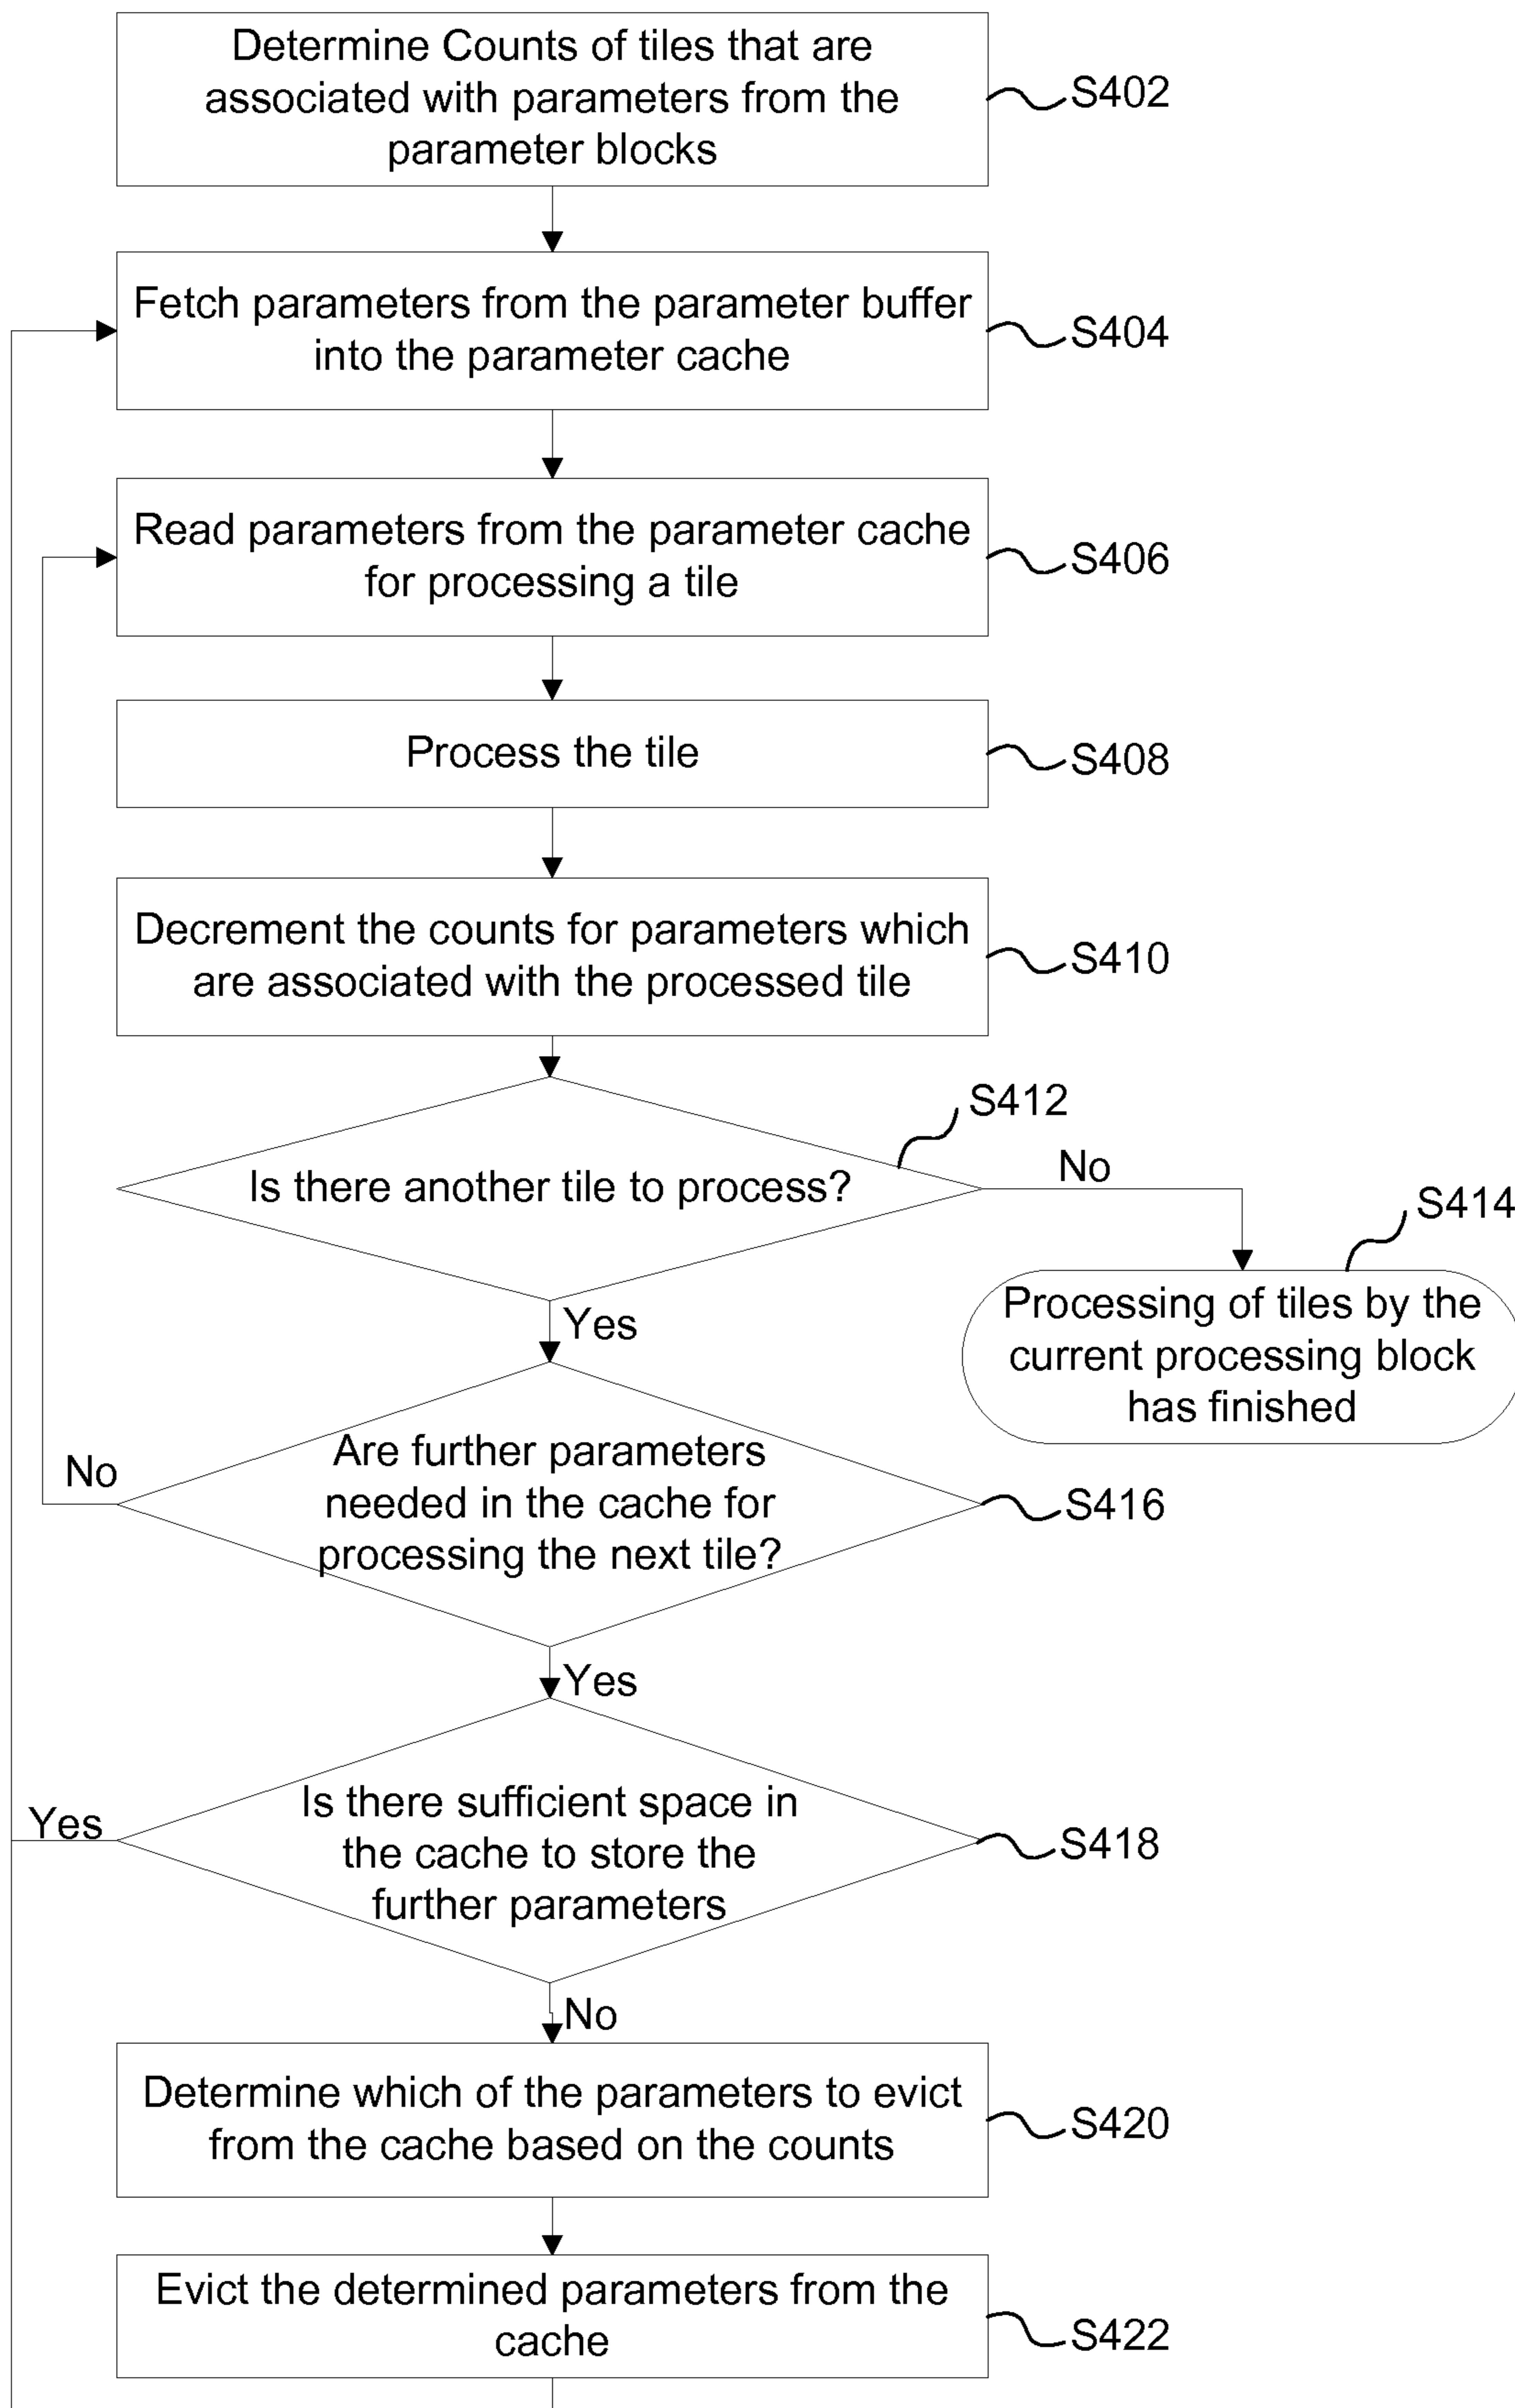 Determine Counts of tiles that are
associated with parameters from the
parameter blocks
S402
Fetch parameters from the parameter buffer
into the parameter cache
S404
Read parameters from the parameter cache
for processing a tile
S406
Process the tile
S408
Decrement the counts for parameters which
are associated with the processed tile
S410
S412
Is there another tile to process?
No
S414
Processing of tiles by the
current processing block
has finished
Yes
Are further parameters
needed in the cache for
processing the next tile?
No
S416
Yes
Is there sufficient space in
the cache to store the
further parameters
Yes
S418
No
Determine which of the parameters to evict
from the cache based on the counts
S420
Evict the determined parameters from the
cache
S422